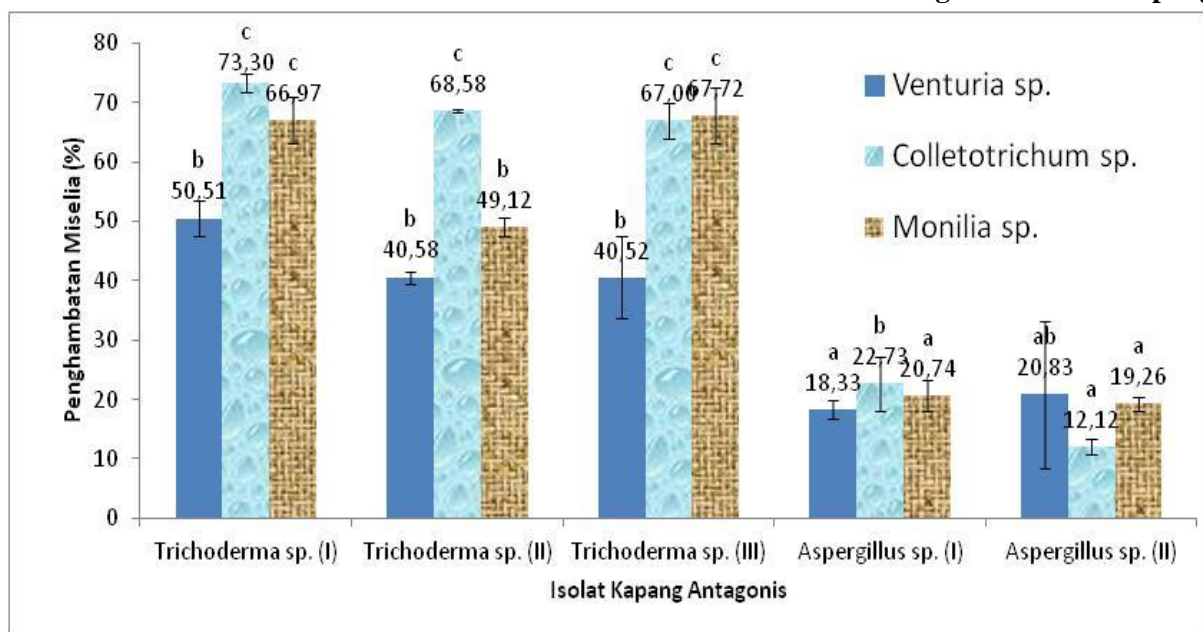 80
70
60
50
40
30
20
10
0
Penghambatan Miselia (%)
b
50,51
c
73,30
c
66,97
b
40,58
c
68,58
b
49,12
b
40,52
c
67,00
c
67,72
a
18,33
b
22,73
a
20,74
ab
20,83
a
12,12
a
19,26
Venturia sp.
Colletotrichum sp.
Monilia sp.
Trichoderma sp. (I)
Trichoderma sp. (II)
Trichoderma sp. (III)
Aspergillus sp. (I)
Aspergillus sp. (II)
Isolat Kapang Antagonis